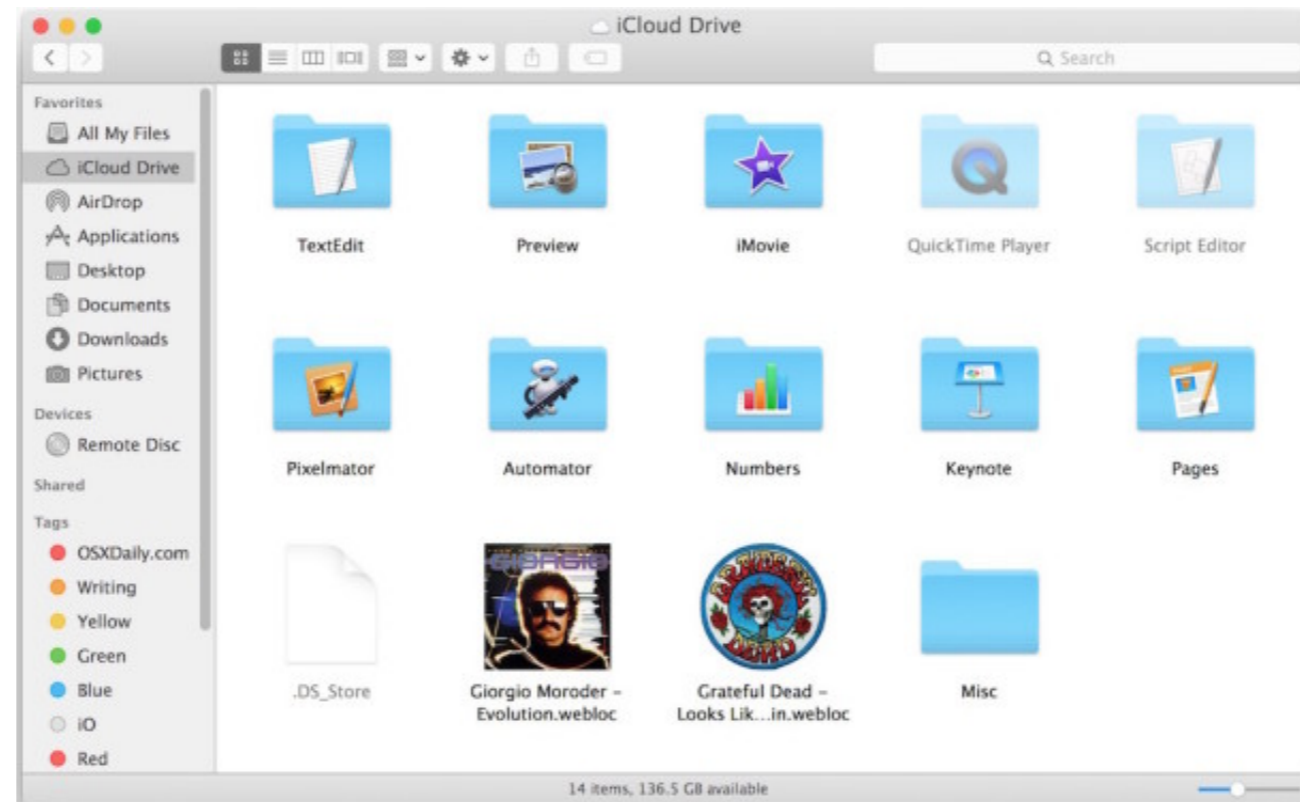 iCloud Drive
Search
Favorites
All My Files
iCloud Drive
AirDrop
Applications
Desktop
Documents
Downloads
Pictures
Devices
Remote Disc
Shared
Tags
OSXDaily.com
Writing
Yellow
Green
Blue
iO
Red
TextEdit
Preview
iMovie
QuickTime Player
Script Editor
Pixelmator
Automator
Numbers
Keynote
Pages
GIORGIO
GRATEFUL
DEAD
.DS_Store
Giorgio Moroder –
Evolution.webloc
Grateful Dead –
Looks Lik...in.webloc
Misc
14 items, 136.5 GB available